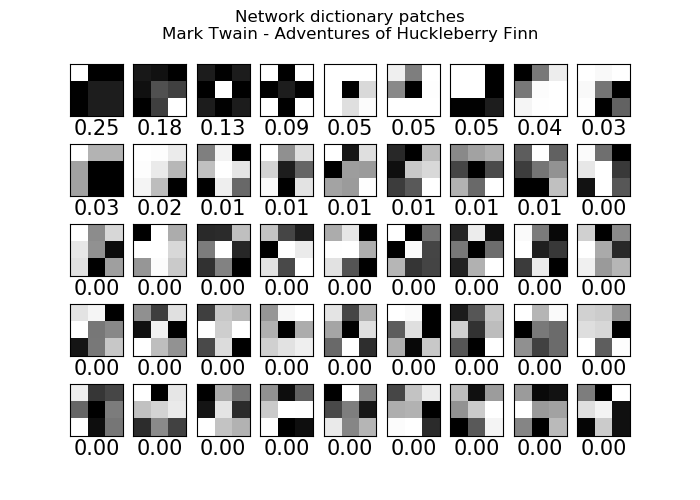 Network dictionary patches
Mark Twain - Adventures of Huckleberry Finn
0.25 0.18 0.13 0.09 0.05 0.05 0.05 0.04 0.03
0.03 0.02 0.01 0.01 0.01 0.01 0.01 0.01 0.00
0.00 0.00 0.00 0.00 0.00 0.00 0.00 0.00 0.00
0.00 0.00 0.00 0.00 0.00 0.00 0.00 0.00 0.00
0.00 0.00 0.00 0.00 0.00 0.00 0.00 0.00 0.00